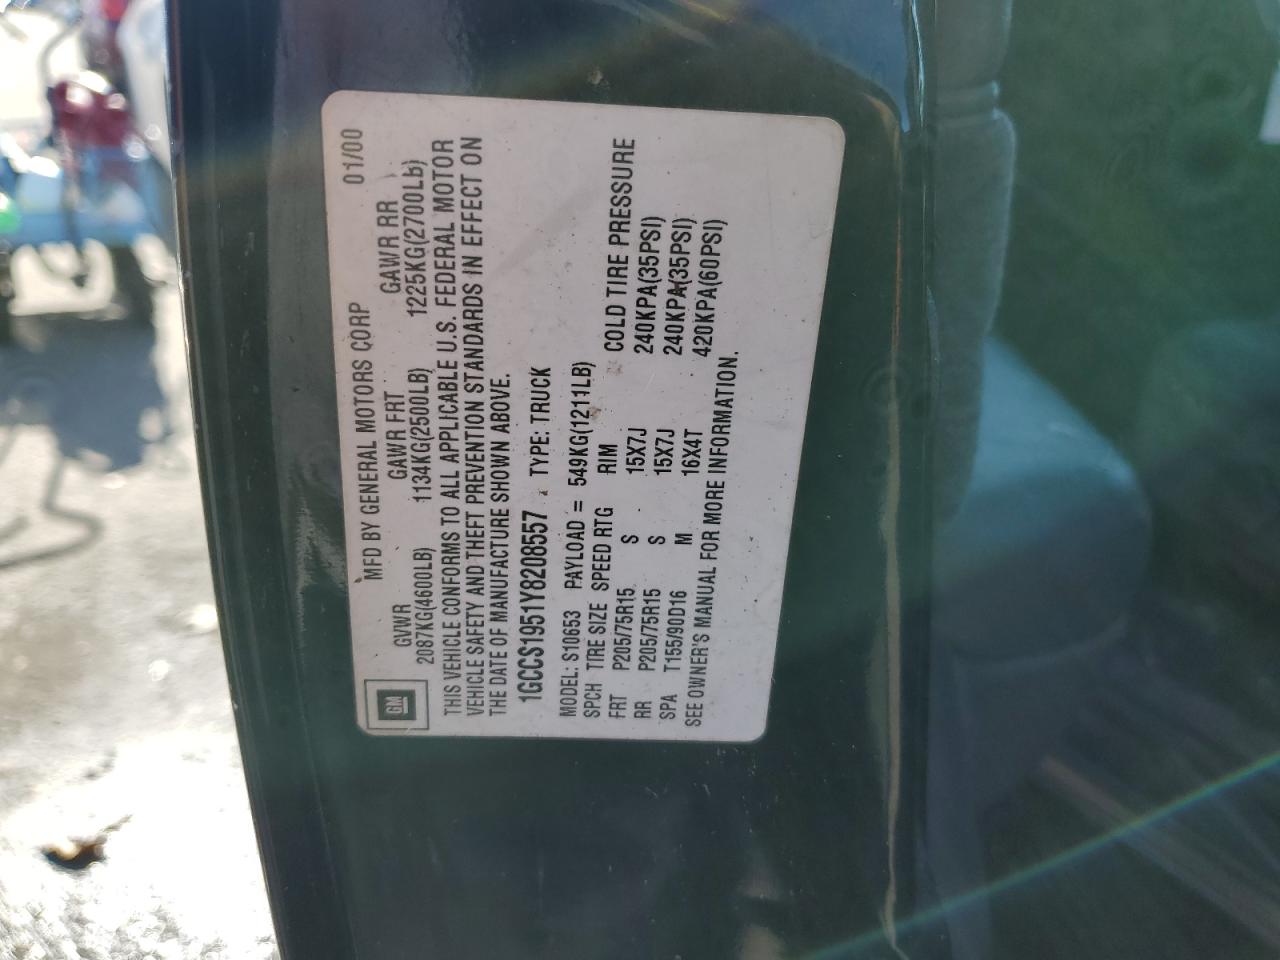 MFD BY GENERAL MOTORS CORP 01/00
GVWR GAWR FRT GAWR RR
2087KG(4600LB) 1134KG(2500LB) 1225KG(2700LB)
THIS VEHICLE CONFORMS TO ALL APPLICABLE U.S. FEDERAL MOTOR
VEHICLE SAFETY AND THEFT PREVENTION STANDARDS IN EFFECT ON
THE DATE OF MANUFACTURE SHOWN ABOVE.
1GCCS1951Y8208557 TYPE: TRUCK
MODEL: S10653 PAYLOAD = 549KG(1211LB)
SPCH TIRE SIZE SPEED RTG RIM COLD TIRE PRESSURE
FRT P205/75R15 S 15X7J 240KPA(35PSI)
RR P205/75R15 S 15X7J 240KPA(35PSI)
SPA T155/90D16 M 16X4T 420KPA(60PSI)
SEE OWNER'S MANUAL FOR MORE INFORMATION.
GM